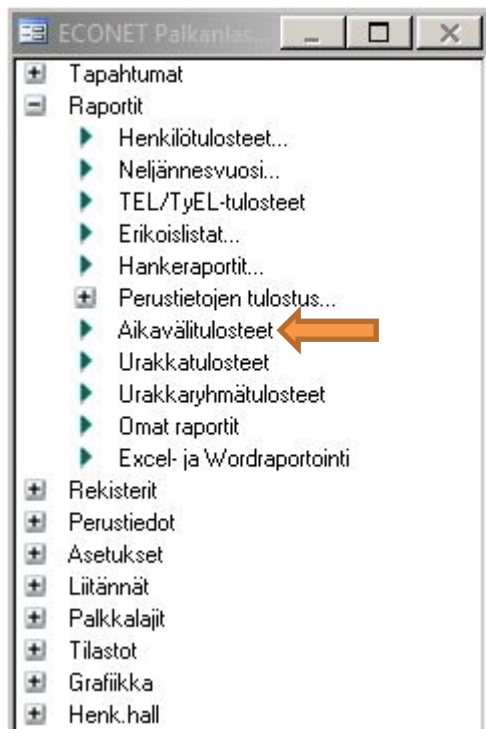 ECONET Palkanlas...
Tapahtumat
Raportit
Henkilötulosteet...
Neljännesvuosi...
TEL/TyEL-tulosteet
Erikoislistat...
Hankeraportit...
Perustietojen tulostus...
Aikavälitulosteet
Urakkatulosteet
Urakkaryhmätulosteet
Omat raportit
Excel- ja Wordraportointi
Rekisterit
Perustiedot
Asetukset
Liitännät
Palkkalajit
Tilastot
Grafiikka
Henk.hall